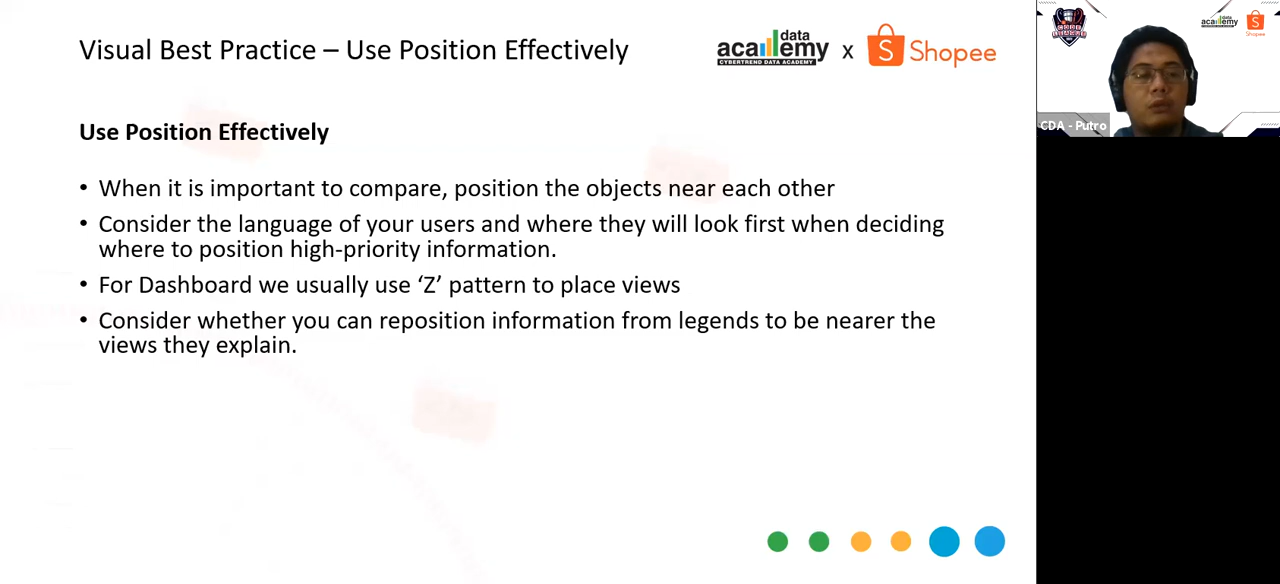 Visual Best Practice – Use Position Effectively
data
academy
CYBERTREND DATA ACADEMY
x
S Shopee
Use Position Effectively
• When it is important to compare, position the objects near each other
• Consider the language of your users and where they will look first when deciding
where to position high-priority information.
• For Dashboard we usually use ‘Z’ pattern to place views
• Consider whether you can reposition information from legends to be nearer the
views they explain.
data
academy
CDA - Putro